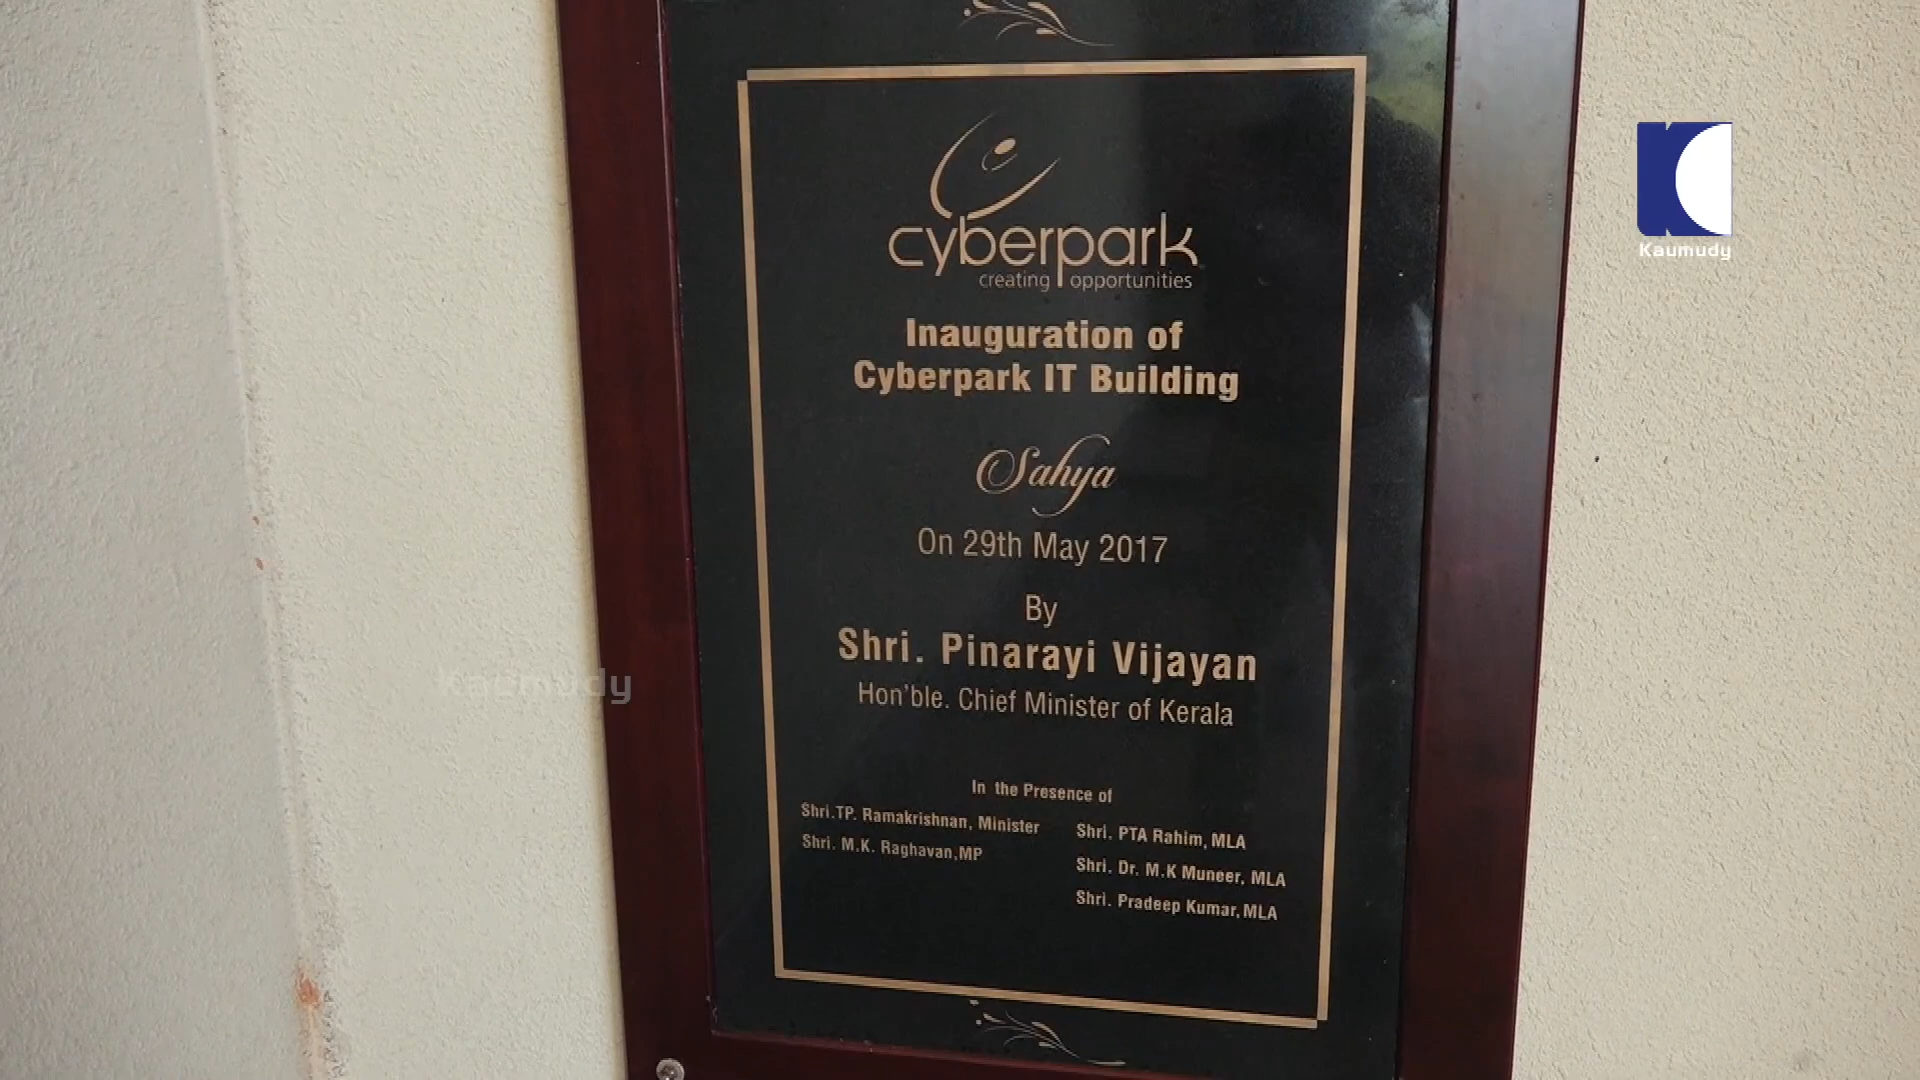 cyberpark
creating opportunities
Inauguration of
Cyberpark IT Building
Sahya
On 29th May 2017
By
Shri. Pinarayi Vijayan
Hon'ble. Chief Minister of Kerala
In the Presence of
Shri.TP. Ramakrishnan, Minister
Shri. M.K. Raghavan,MP
Shri. PTA Rahim, MLA
Shri. Dr. M.K Muneer, MLA
Shri. Pradeep Kumar, MLA
Kaumudy
Kaumudy